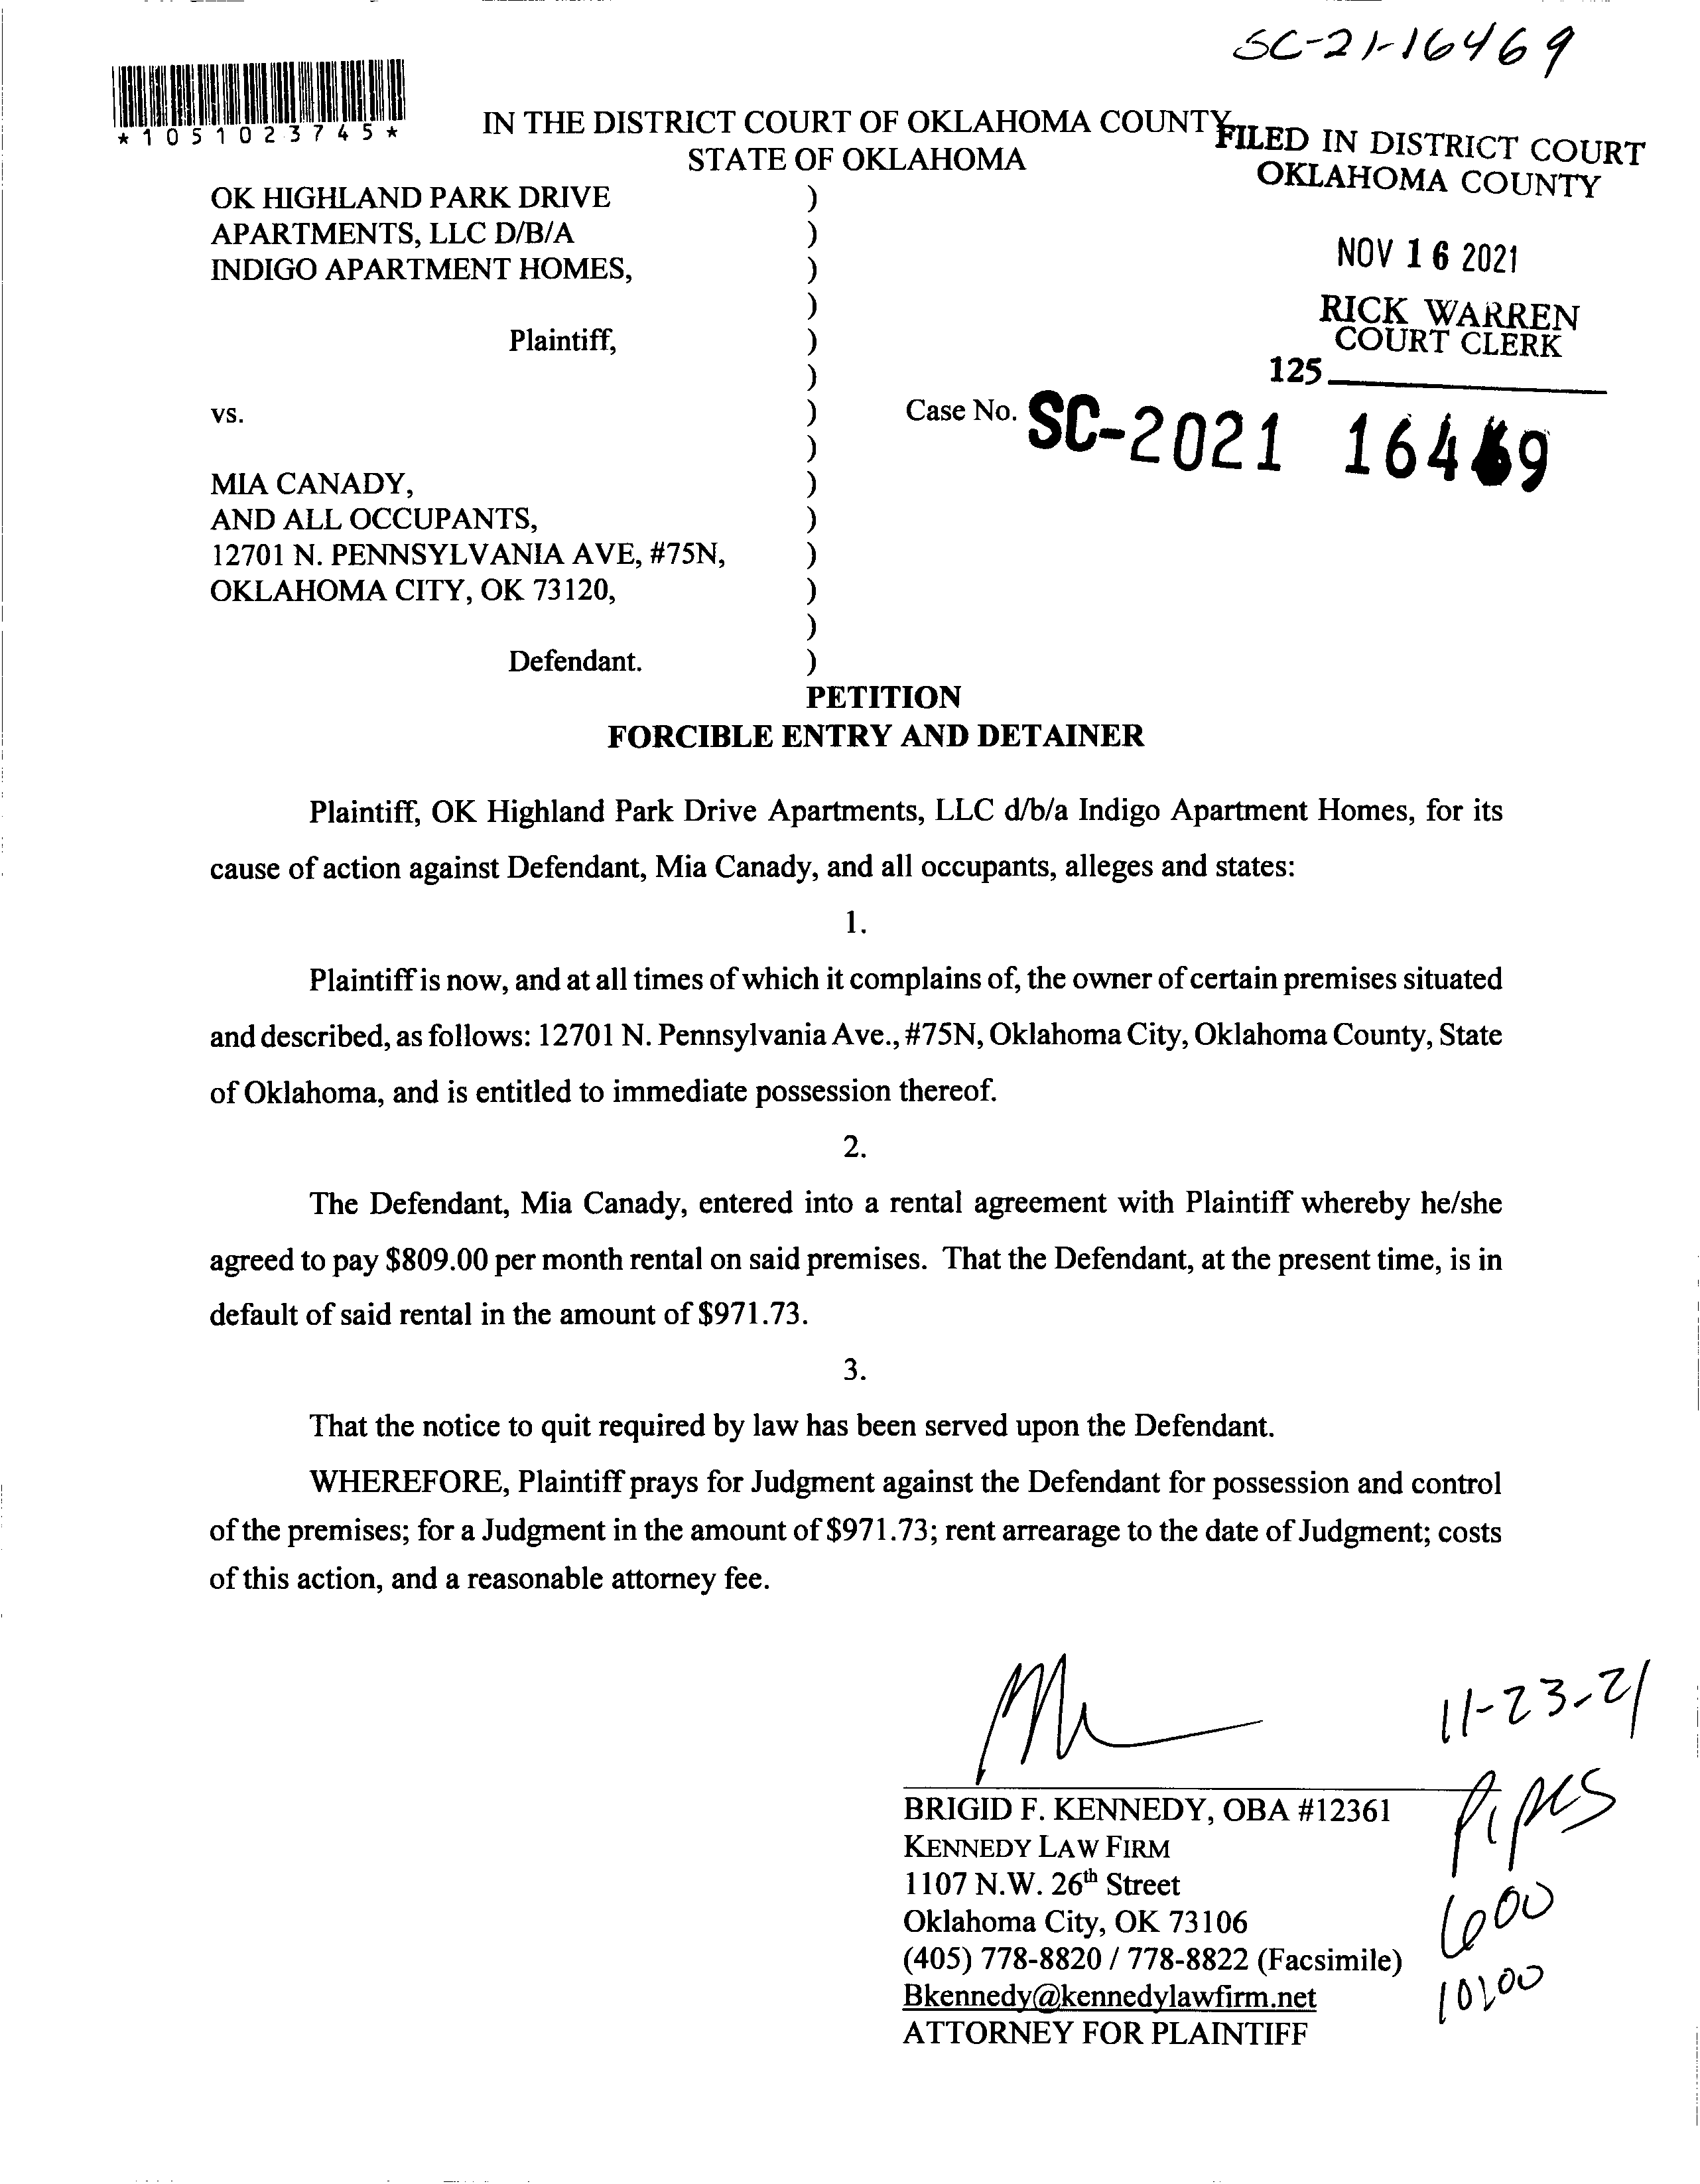 SC-21-16469
*1051023745*
IN THE DISTRICT COURT OF OKLAHOMA COUNTY
STATE OF OKLAHOMA
FILED IN DISTRICT COURT
OKLAHOMA COUNTY
NOV 16 2021
RICK WARREN
COURT CLERK
125
OK HIGHLAND PARK DRIVE )
APARTMENTS, LLC D/B/A )
INDIGO APARTMENT HOMES, )
)
Plaintiff, )
)
vs. ) Case No. SC-2021 16469
)
MIA CANADY, )
AND ALL OCCUPANTS, )
12701 N. PENNSYLVANIA AVE, #75N, )
OKLAHOMA CITY, OK 73120, )
)
Defendant. )
PETITION
FORCIBLE ENTRY AND DETAINER
Plaintiff, OK Highland Park Drive Apartments, LLC d/b/a Indigo Apartment Homes, for its
cause of action against Defendant, Mia Canady, and all occupants, alleges and states:
1.
Plaintiff is now, and at all times of which it complains of, the owner of certain premises situated
and described, as follows: 12701 N. Pennsylvania Ave., #75N, Oklahoma City, Oklahoma County, State
of Oklahoma, and is entitled to immediate possession thereof.
2.
The Defendant, Mia Canady, entered into a rental agreement with Plaintiff whereby he/she
agreed to pay $809.00 per month rental on said premises. That the Defendant, at the present time, is in
default of said rental in the amount of $971.73.
3.
That the notice to quit required by law has been served upon the Defendant.
WHEREFORE, Plaintiff prays for Judgment against the Defendant for possession and control
of the premises; for a Judgment in the amount of $971.73; rent arrearage to the date of Judgment; costs
of this action, and a reasonable attorney fee.
11-23-21
BRIGID F. KENNEDY, OBA #12361
KENNEDY LAW FIRM
1107 N.W. 26th Street
Oklahoma City, OK 73106
(405) 778-8820 / 778-8822 (Facsimile)
Bkennedy@kennedylawfirm.net
ATTORNEY FOR PLAINTIFF